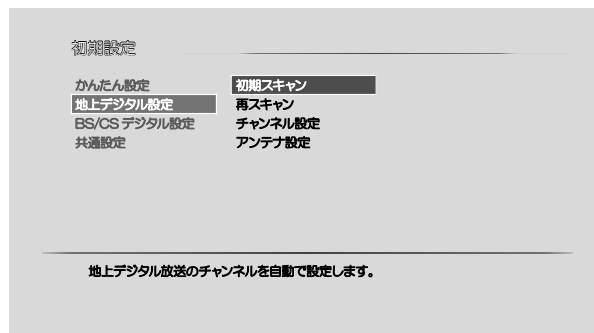 初期設定
かんたん設定
地上デジタル設定
BS/CS デジタル設定
共通設定
初期スキャン
再スキャン
チャンネル設定
アンテナ設定
地上デジタル放送のチャンネルを自動で設定します。